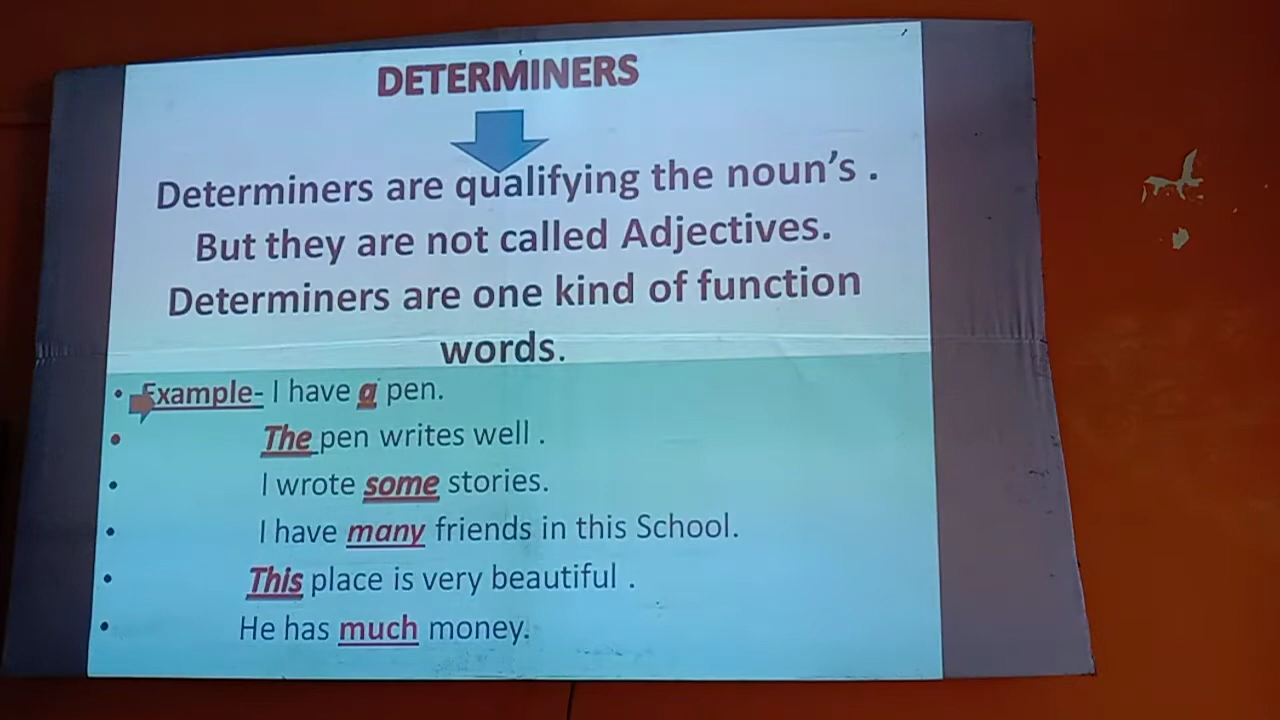 DETERMINERS
Determiners are qualifying the noun's .
But they are not called Adjectives.
Determiners are one kind of function
words.
• Example- I have a pen.
• The pen writes well .
• I wrote some stories.
• I have many friends in this School.
• This place is very beautiful .
• He has much money.